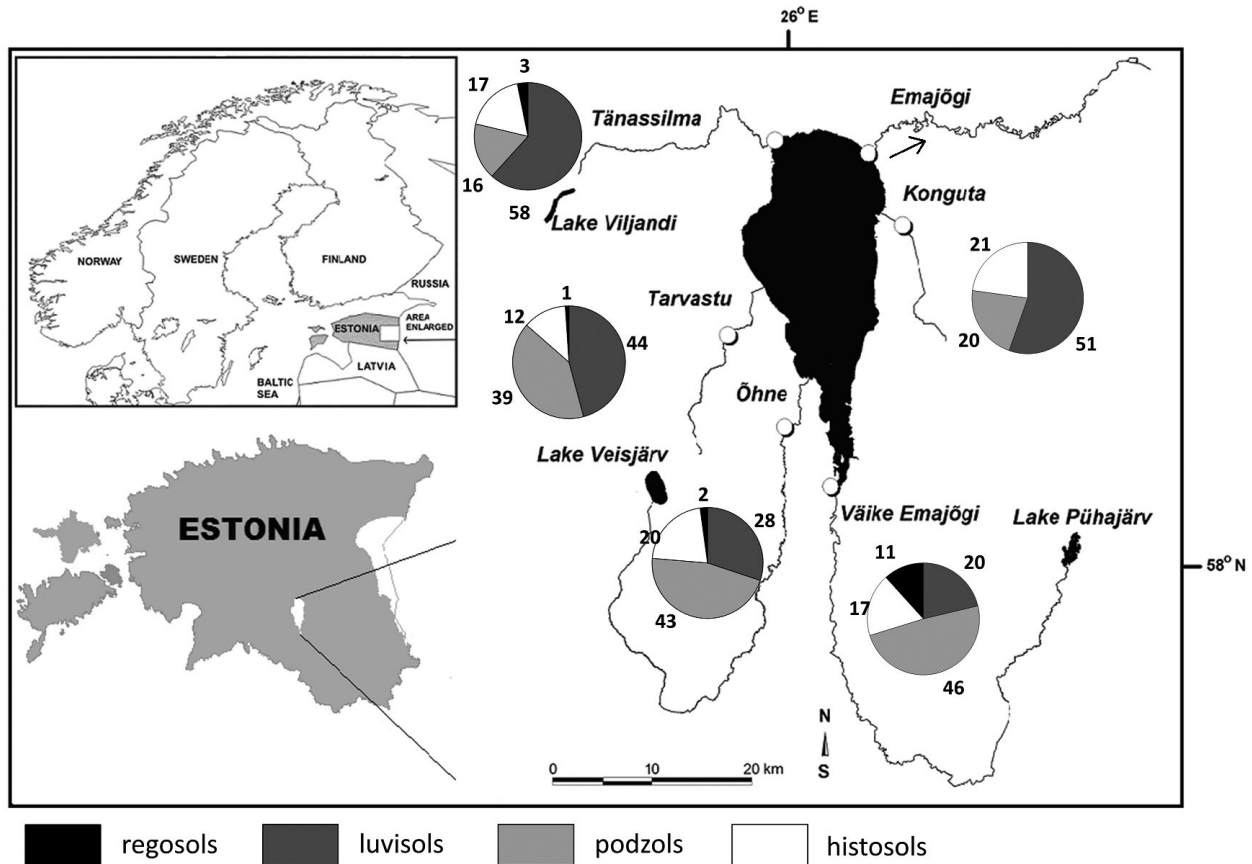 26° E
NORWAY
SWEDEN
FINLAND
RUSSIA
ESTONIA
AREA
ENLARGED
LATVIA
BALTIC
SEA
ESTONIA
3
17
16
58
Tänassilma
Emajõgi
Lake Viljandi
Konguta
21
20
51
Tarvastu
1
12
44
39
Õhne
Lake Veisjärv
2
20
28
43
Väike Emajõgi
Lake Pühajärv
11
20
17
46
58° N
N
S
0 10 20 km
regosols
luvisols
podzols
histosols